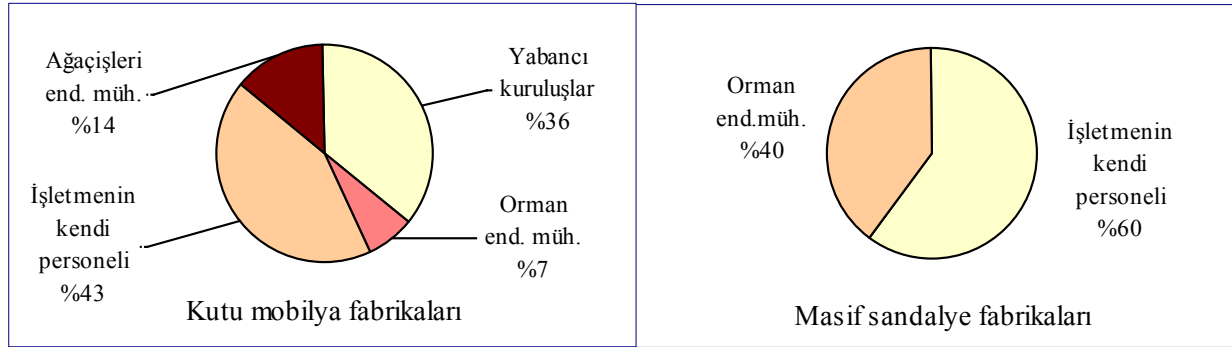 Ağaçişleri
end. müh.
%14
Yabancı
kuruluşlar
%36
İşletmenin
kendi
personeli
%43
Orman
end. müh.
%7
Kutu mobilya fabrikaları
Orman
end.müh.
%40
İşletmenin
kendi
personeli
%60
Masif sandalye fabrikaları